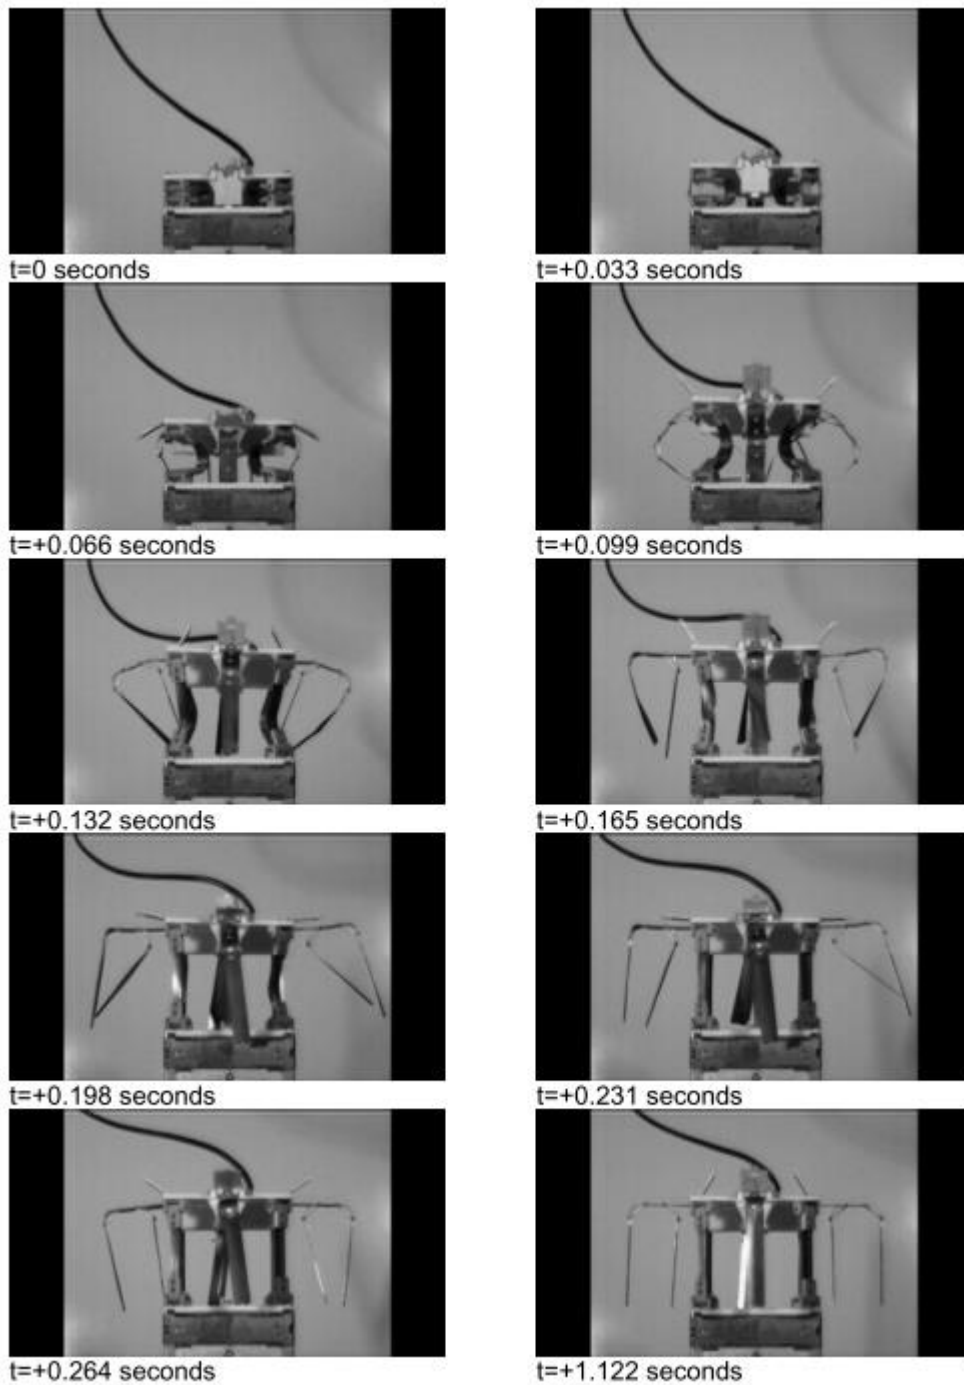 t=0 seconds
t=+0.033 seconds
t=+0.066 seconds
t=+0.099 seconds
t=+0.132 seconds
t=+0.165 seconds
t=+0.198 seconds
t=+0.231 seconds
t=+0.264 seconds
t=+1.122 seconds